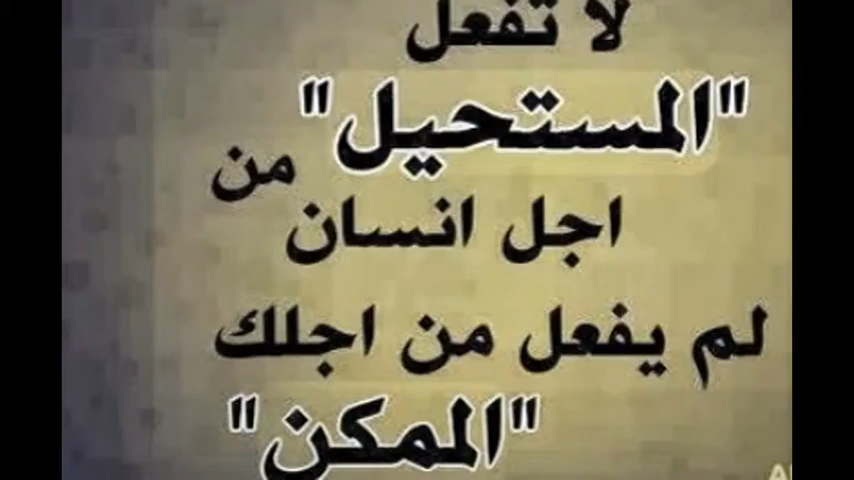 لا تفعل
"المستحيل"
من
اجل انسان
لم يفعل من اجلك
"الممكن"